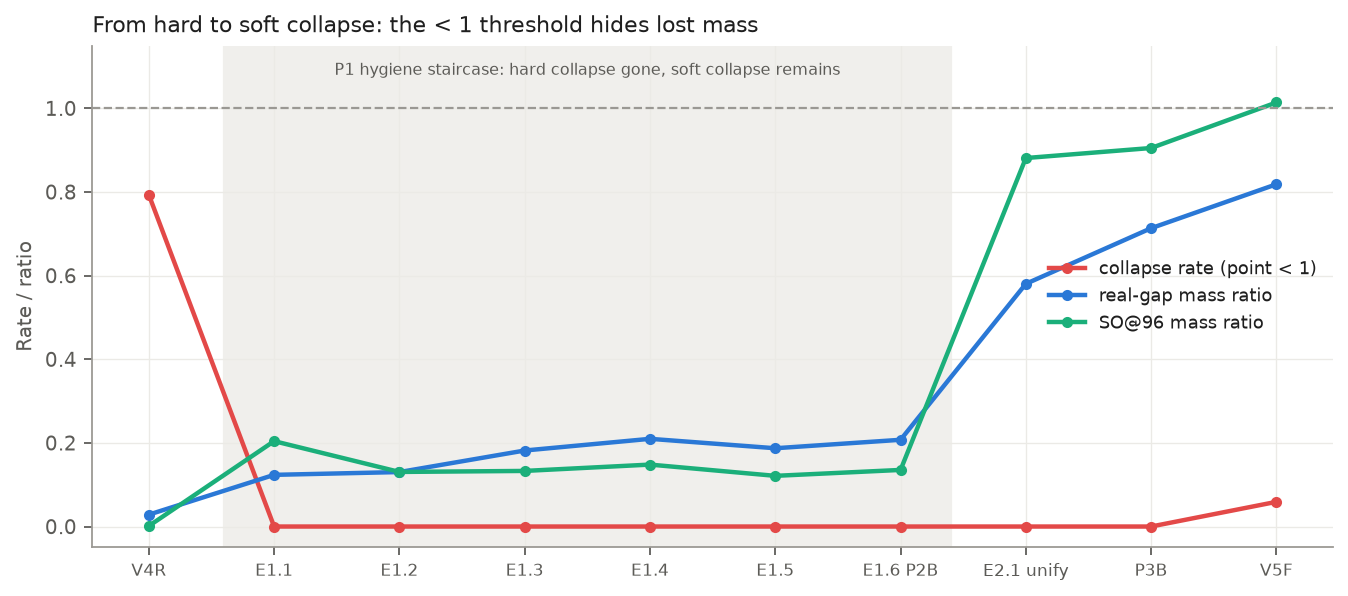 From hard to soft collapse: the < 1 threshold hides lost mass
P1 hygiene staircase: hard collapse gone, soft collapse remains
Rate / ratio
1.0
0.8
0.6
0.4
0.2
0.0
collapse rate (point < 1)
real-gap mass ratio
SO@96 mass ratio
V4R E1.1 E1.2 E1.3 E1.4 E1.5 E1.6 P2B E2.1 unify P3B V5F